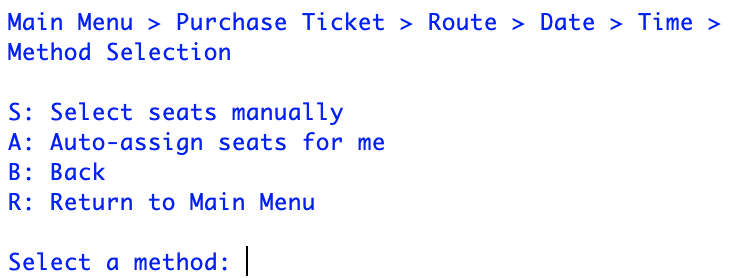 Main Menu > Purchase Ticket > Route > Date > Time >
Method Selection
S: Select seats manually
A: Auto-assign seats for me
B: Back
R: Return to Main Menu
Select a method: